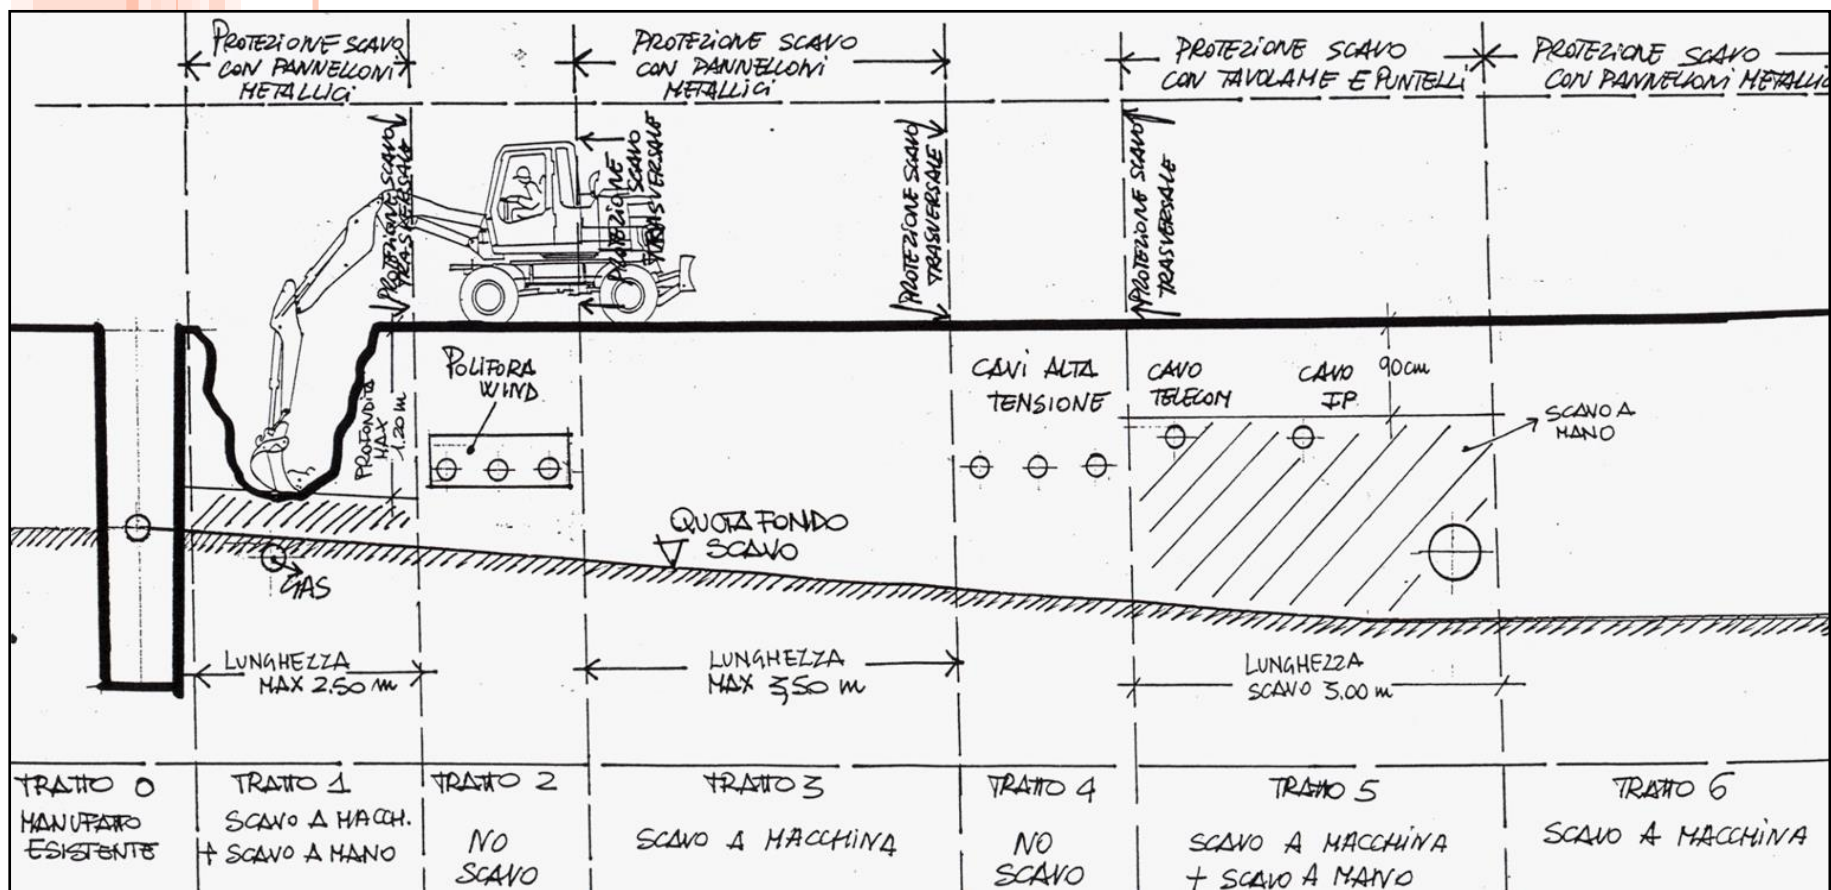 PROTEZIONE SCAVO
CON PANNELLONI
METALLICI
PROTEZIONE SCAVO
CON PANNELLONI
METALLICI
PROTEZIONE SCAVO
CON TAVOLAME E PUNTELLI
PROTEZIONE SCAVO
CON PANNELLONI METALLIC
PROTEZIONE SCAVO
TRASVERSALE
PROTEZIONE
SCAVO
TRASVERSALE
PROTEZIONE SCAVO
TRASVERSALE
PROTEZIONE SCAVO
TRASVERSALE
PROFONDITÀ
MAX
1.20 m
POLIFORA
WIND
CAVI ALTA
TENSIONE
CAVO
TELECOM
CAVO
I.P.
90cm
SCAVO A
MANO
QUOTA FONDO
SCAVO
GAS
LUNGHEZZA
MAX 2.50 m
LUNGHEZZA
MAX 3,50 m
LUNGHEZZA
SCAVO 3.00 m
TRATTO 0
MANUFATTO
ESISTENTE
TRATTO 1
SCAVO A MACCH.
+ SCAVO A MANO
TRATTO 2
NO
SCAVO
TRATTO 3
SCAVO A MACCHINA
TRATTO 4
NO
SCAVO
TRATTO 5
SCAVO A MACCHINA
+ SCAVO A MANO
TRATTO 6
SCAVO A MACCHINA